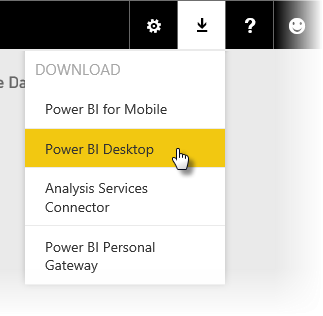 ?
DOWNLOAD
e Da
Power BI for Mobile
Power BI Desktop
Analysis Services
Connector
Power BI Personal
Gateway